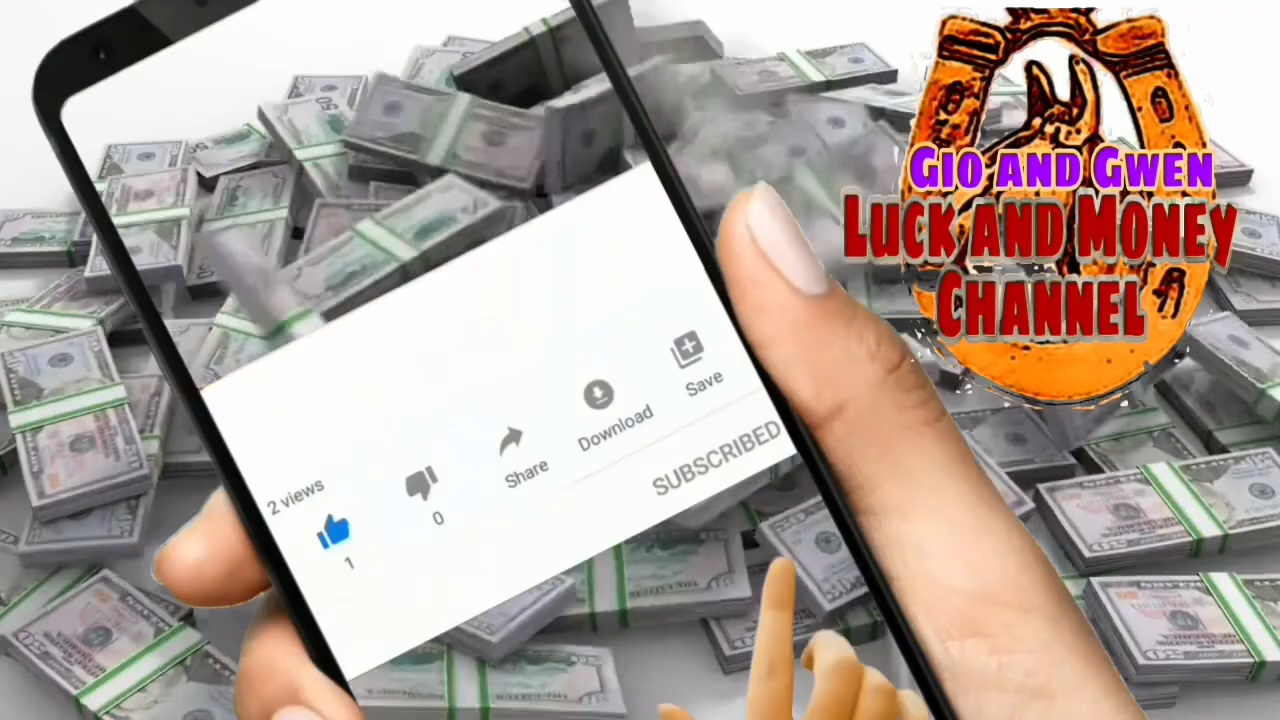 Gio and Gwen
Luck and Money
Channel
2 views
1
0
Share
Download
Save
SUBSCRIBED